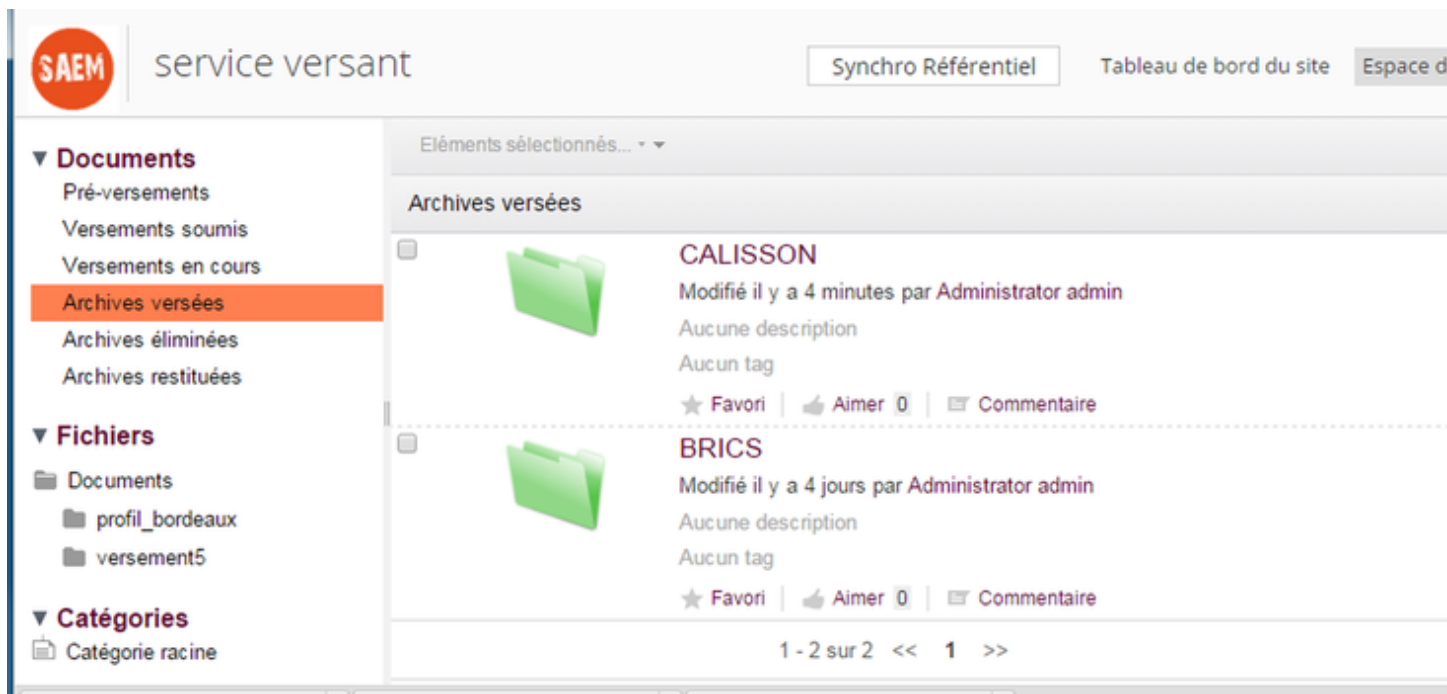 SAEM
service versant
Synchro Référentiel Tableau de bord du site Espace d
Documents
Pré-versements
Versements soumis
Versements en cours
Archives versées
Archives éliminées
Archives restituées
Fichiers
Documents
profil_bordeaux
versement5
Catégories
Catégorie racine
Eléments sélectionnés...
Archives versées
CALISSON
Modifié il y a 4 minutes par Administrator admin
Aucune description
Aucun tag
Favori Aimer 0 Commentaire
BRICS
Modifié il y a 4 jours par Administrator admin
Aucune description
Aucun tag
Favori Aimer 0 Commentaire
1 - 2 sur 2 << 1 >>